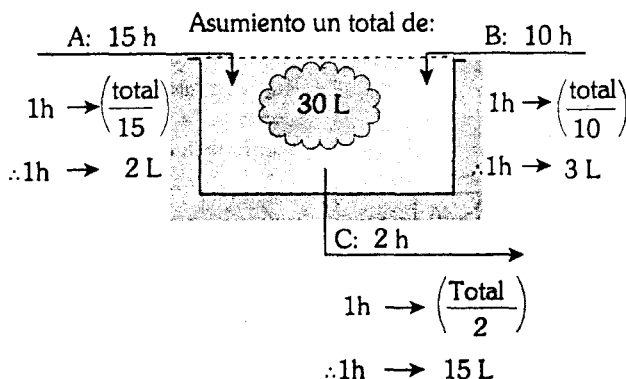 Asumiento un total de:
A: 15 h
B: 10 h
30 L
1h → (total/15)
∴1h → 2 L
1h → (total/10)
∴1h → 3 L
C: 2 h
1h → (Total/2)
∴1h → 15 L